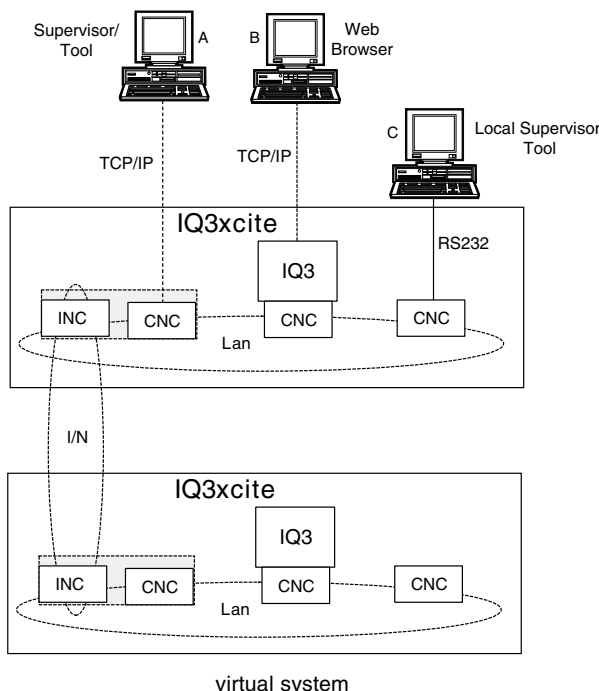 Supervisor/
Tool
A
B
Web
Browser
C
Local Supervisor
Tool
TCP/IP
TCP/IP
RS232
IQ3xcite
IQ3
INC
CNC
CNC
CNC
Lan
I/N
IQ3xcite
IQ3
INC
CNC
CNC
CNC
Lan
virtual system